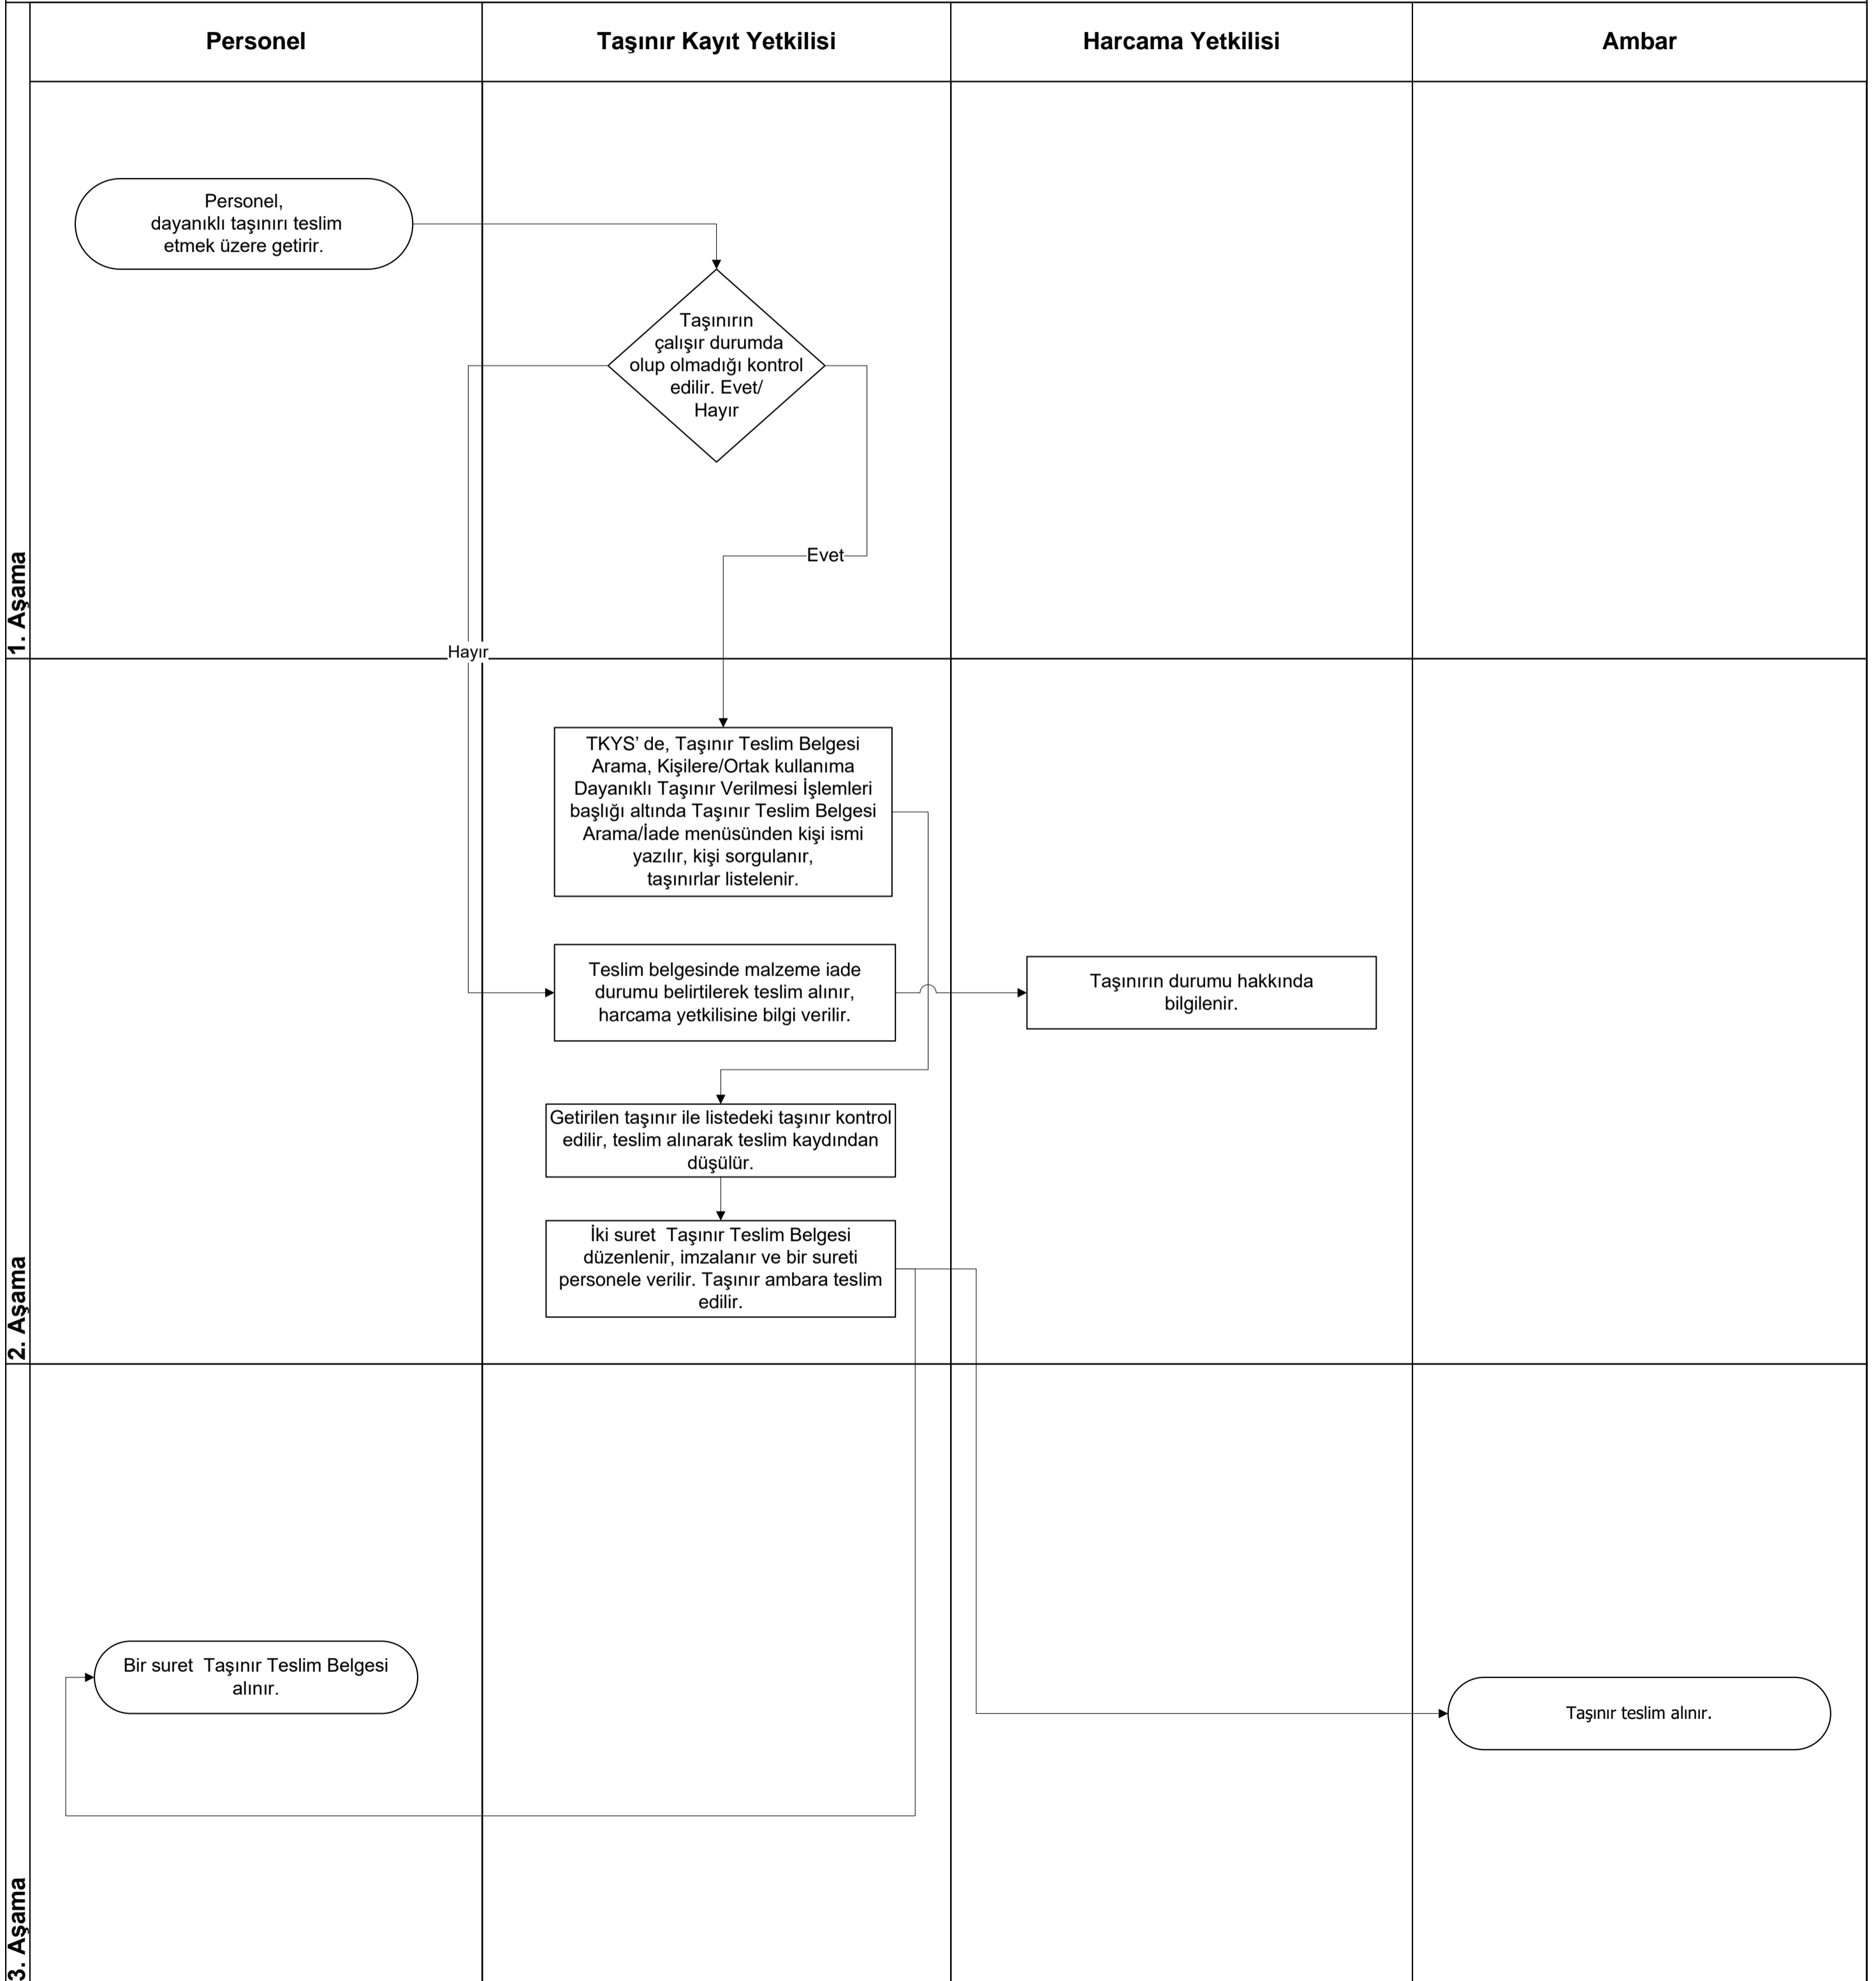 Personel
Taşınır Kayıt Yetkilisi
Harcama Yetkilisi
Ambar
1. Aşama
Personel,
dayanıklı taşınırı teslim
etmek üzere getirir.
Taşınırın
çalışır durumda
olup olmadığı kontrol
edilir. Evet/
Hayır
Evet
Hayır
2. Aşama
TKYS’ de, Taşınır Teslim Belgesi
Arama, Kişilere/Ortak kullanıma
Dayanıklı Taşınır Verilmesi İşlemleri
başlığı altında Taşınır Teslim Belgesi
Arama/İade menüsünden kişi ismi
yazılır, kişi sorgulanır,
taşınırlar listelenir.
Teslim belgesinde malzeme iade
durumu belirtilerek teslim alınır,
harcama yetkilisine bilgi verilir.
Taşınırın durumu hakkında
bilgilenir.
Getirilen taşınır ile listedeki taşınır kontrol
edilir, teslim alınarak teslim kaydından
düşülür.
İki suret  Taşınır Teslim Belgesi
düzenlenir, imzalanır ve bir sureti
personele verilir. Taşınır ambara teslim
edilir.
3. Aşama
Bir suret  Taşınır Teslim Belgesi
alınır.
Taşınır teslim alınır.